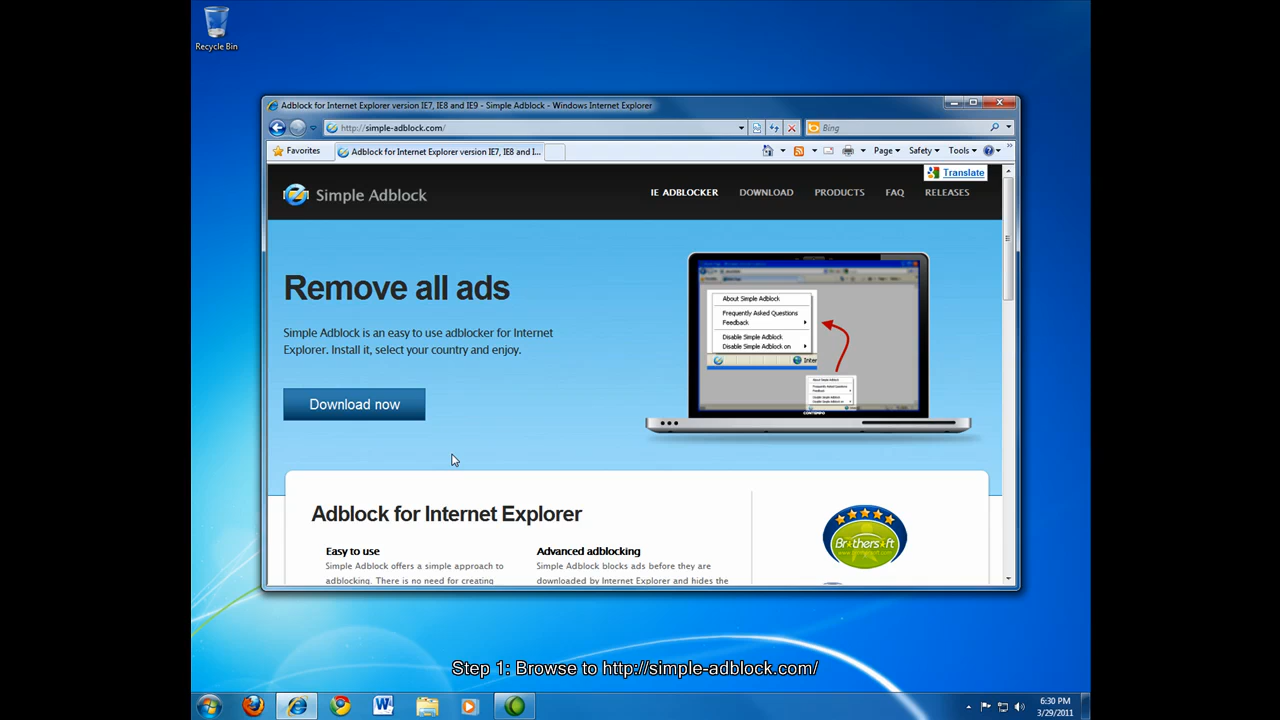 Recycle Bin
Adblock for Internet Explorer version IE7, IE8 and IE9 - Simple Adblock - Windows Internet Explorer
http://simple-adblock.com/
Bing
Favorites
Adblock for Internet Explorer version IE7, IE8 and I...
Page
Safety
Tools
Translate
Simple Adblock
IE ADBLOCKER
DOWNLOAD
PRODUCTS
FAQ
RELEASES
Remove all ads
Simple Adblock is an easy to use adblocker for Internet
Explorer. Install it, select your country and enjoy.
Download now
About Simple Adblock
Frequently Asked Questions
Feedback
Disable Simple Adblock
Disable Simple Adblock on
Inter
Adblock for Internet Explorer
Easy to use
Simple Adblock offers a simple approach to
adblocking. There is no need for creating
Advanced adblocking
Simple Adblock blocks ads before they are
downloaded by Internet Explorer and hides the
Br thers ft
Step 1: Browse to http://simple-adblock.com/
6:30 PM
3/29/2011